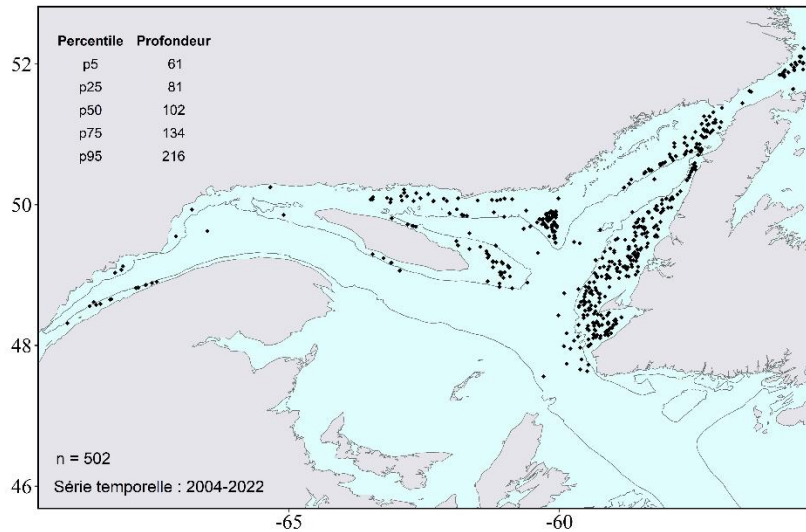 Percentile Profondeur
p5 61
p25 81
p50 102
p75 134
p95 216
52
50
48
46
n = 502
Série temporelle : 2004-2022
-65 -60